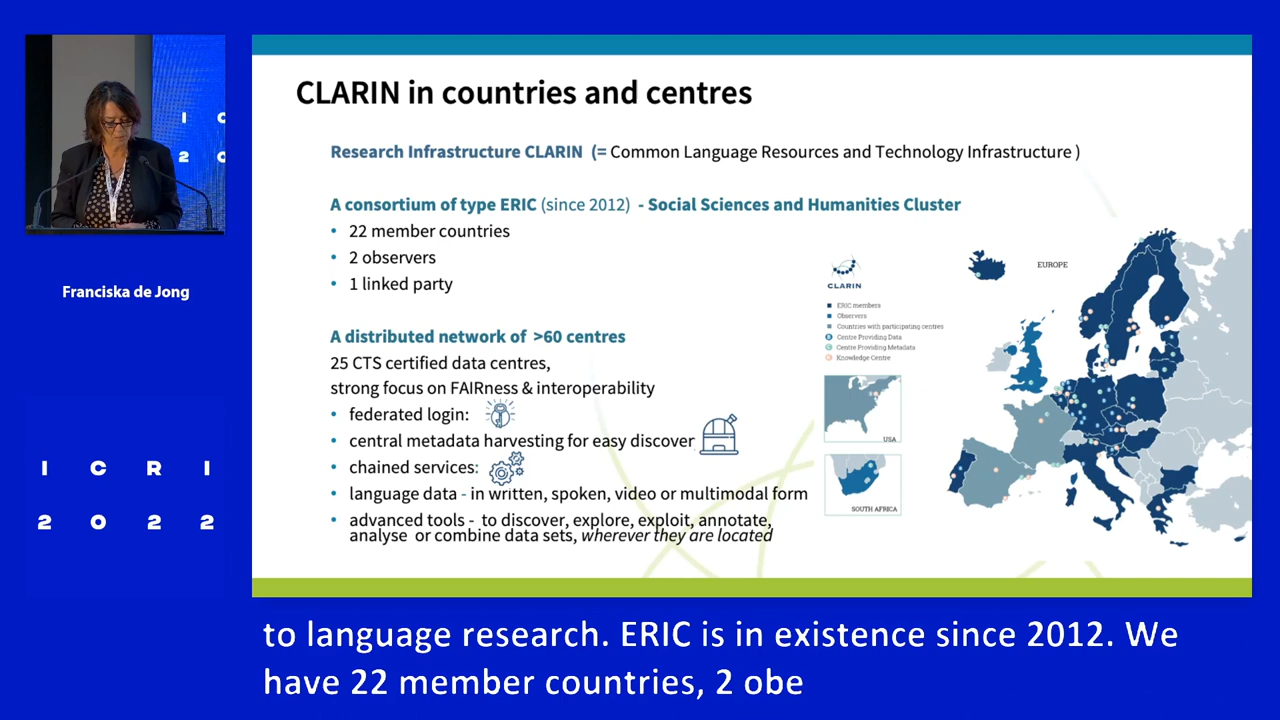 I C
2 0
Franciska de Jong
I C R I
2 0 2 2
CLARIN in countries and centres
Research Infrastructure CLARIN (= Common Language Resources and Technology Infrastructure )
A consortium of type ERIC (since 2012) - Social Sciences and Humanities Cluster
• 22 member countries
• 2 observers
• 1 linked party
A distributed network of >60 centres
25 CTS certified data centres,
strong focus on FAIRness & interoperability
• federated login:
• central metadata harvesting for easy discover
• chained services:
• language data - in written, spoken, video or multimodal form
• advanced tools - to discover, explore, exploit, annotate,
analyse or combine data sets, wherever they are located
CLARIN
ERIC members
Observers
Countries with participating centres
Centre Providing Data
Centre Providing Metadata
Knowledge Centre
EUROPE
USA
SOUTH AFRICA
to language research. ERIC is in existence since 2012. We
have 22 member countries, 2 obe